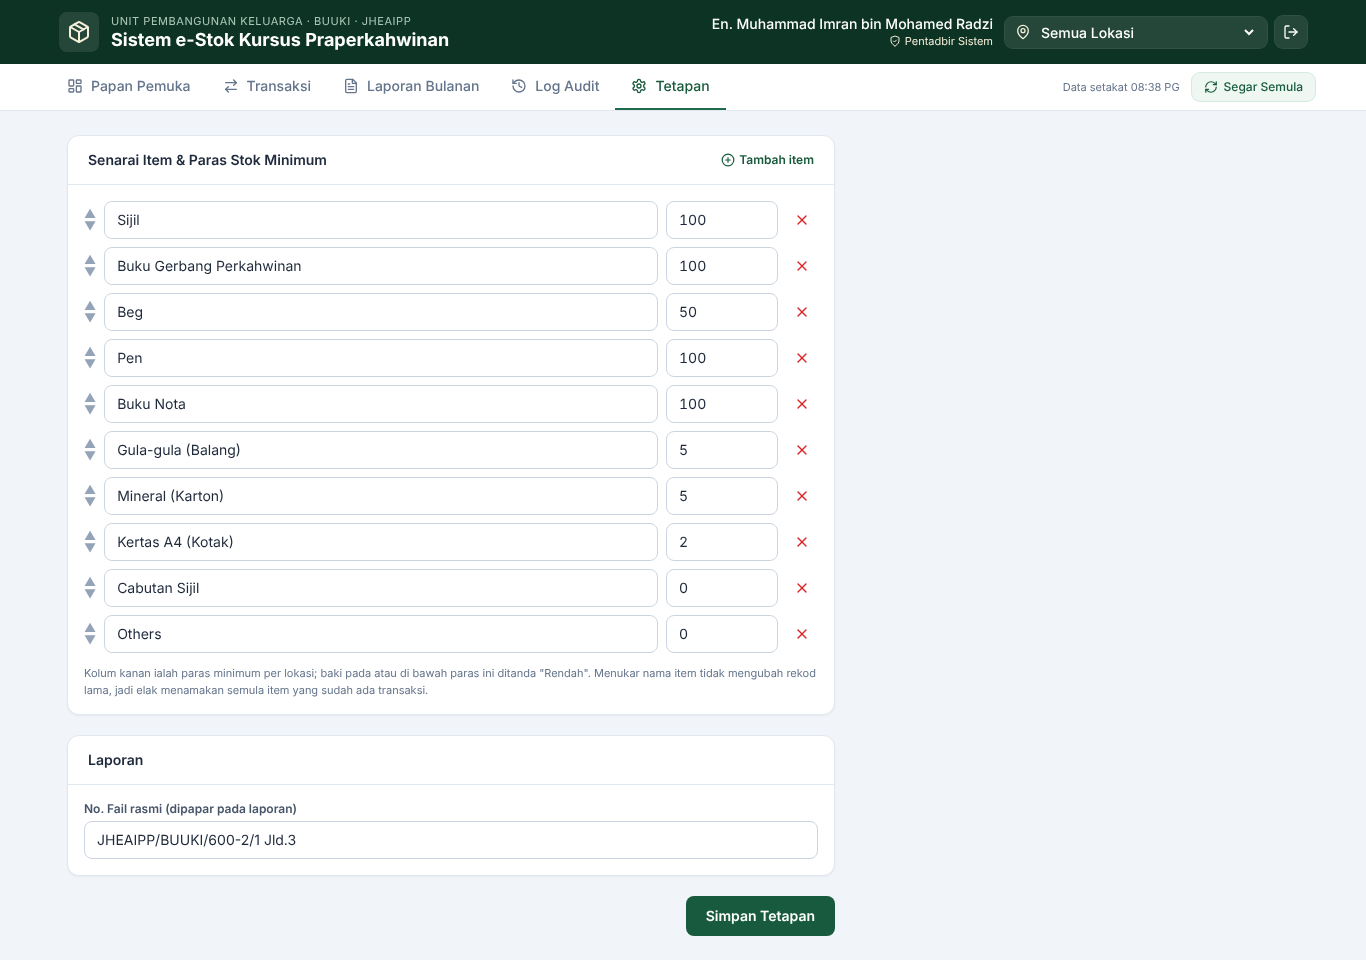 UNIT PEMBANGUNAN KELUARGA · BUUKI · JHEAIPP
Sistem e-Stok Kursus Praperkahwinan
En. Muhammad Imran bin Mohamed Radzi
Pentadbir Sistem
Semua Lokasi
Papan Pemuka
Transaksi
Laporan Bulanan
Log Audit
Tetapan
Data setakat 08:38 PG
Segar Semula
Senarai Item & Paras Stok Minimum
Tambah item
Sijil 100
Buku Gerbang Perkahwinan 100
Beg 50
Pen 100
Buku Nota 100
Gula-gula (Balang) 5
Mineral (Karton) 5
Kertas A4 (Kotak) 2
Cabutan Sijil 0
Others 0
Kolum kanan ialah paras minimum per lokasi; baki pada atau di bawah paras ini ditanda "Rendah". Menukar nama item tidak mengubah rekod
lama, jadi elak menamakan semula item yang sudah ada transaksi.
Laporan
No. Fail rasmi (dipapar pada laporan)
JHEAIPP/BUUKI/600-2/1 Jld.3
Simpan Tetapan